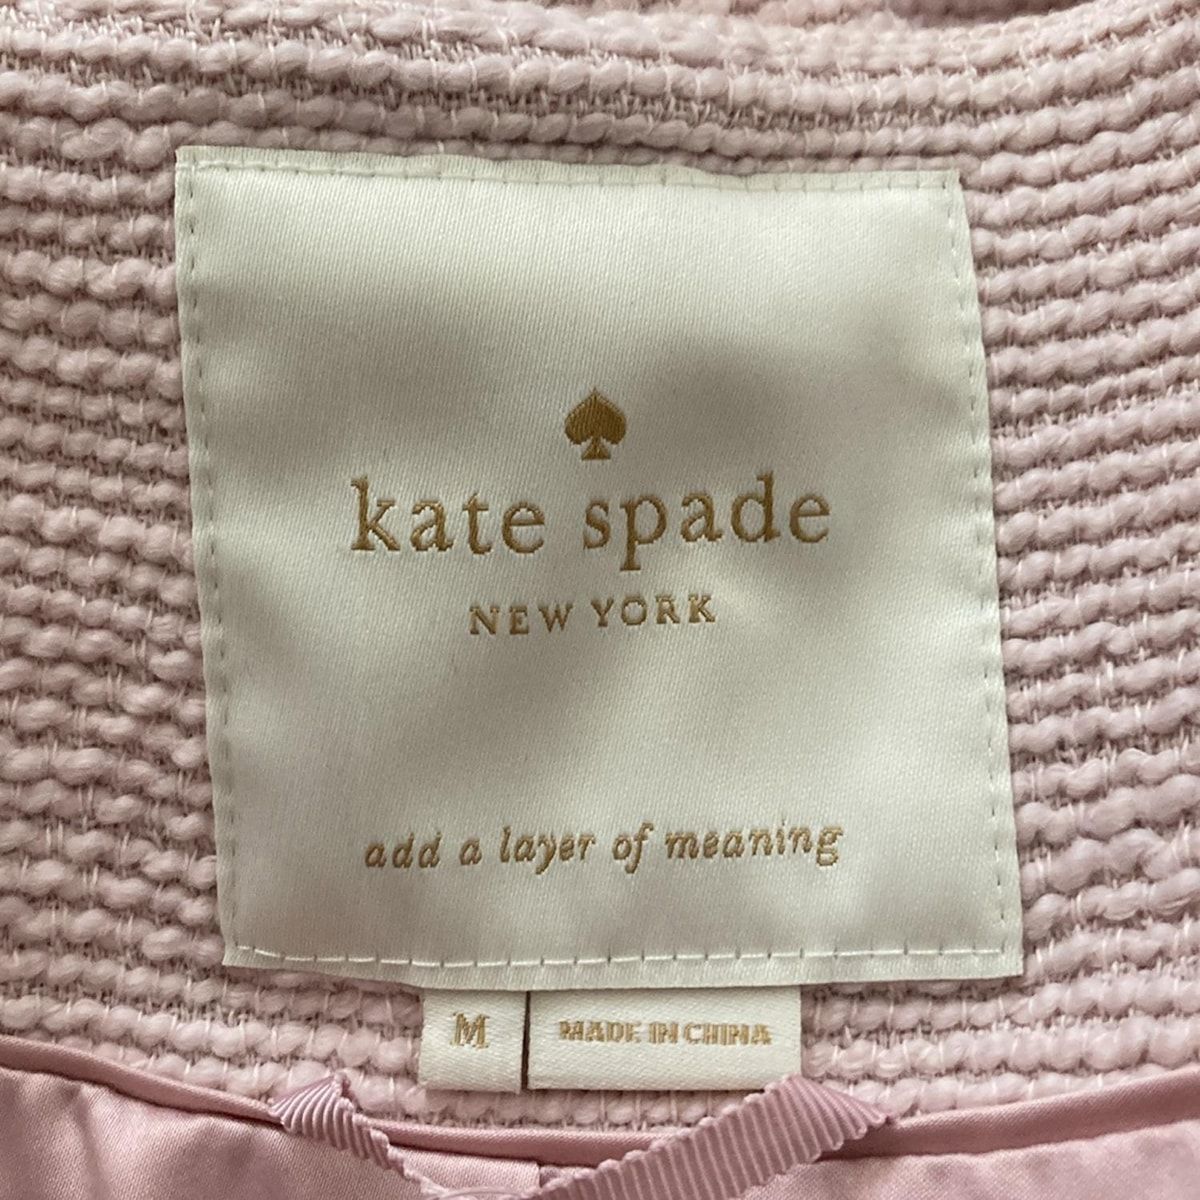 kate spade
NEW YORK
add a layer of meaning
M
MADE IN CHINA